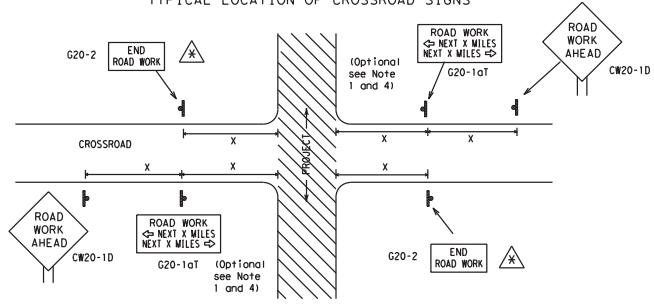 TYPICAL LOCATION OF CROSSROAD SIGNS
G20-2
END
ROAD WORK
*
ROAD WORK
⇦ NEXT X MILES
NEXT X MILES ⇨
(Optional
see Note
1 and 4)
G20-1aT
ROAD
WORK
AHEAD
CW20-1D
X
X
X
CROSSROAD
PROJECT
X
X
X
ROAD
WORK
AHEAD
CW20-1D
ROAD WORK
⇦ NEXT X MILES
NEXT X MILES ⇨
G20-1aT
(Optional
see Note
1 and 4)
G20-2
END
ROAD WORK
*